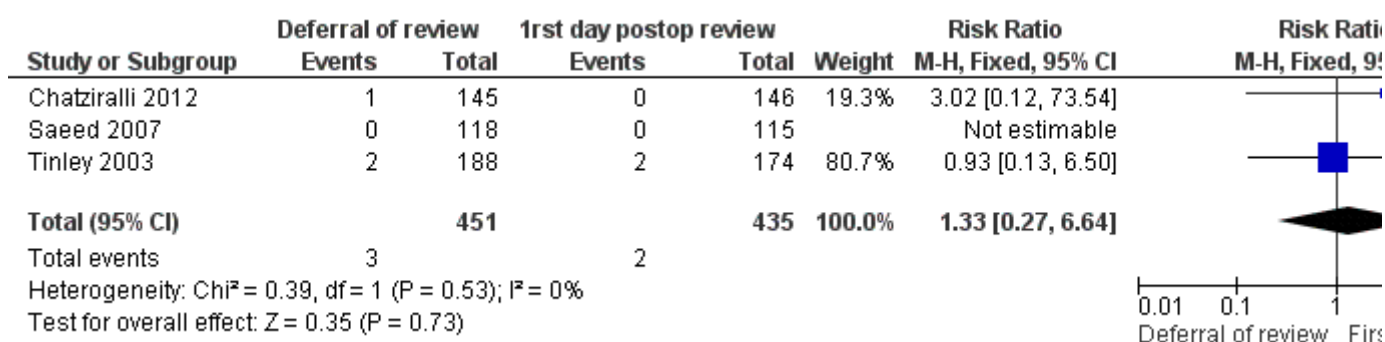 Deferral of review 1rst day postop review Risk Ratio Risk Ratio
Study or Subgroup Events Total Events Total Weight M-H, Fixed, 95% CI M-H, Fixed, 95
Chatziralli 2012 1 145 0 146 19.3% 3.02 [0.12, 73.54]
Saeed 2007 0 118 0 115 Not estimable
Tinley 2003 2 188 2 174 80.7% 0.93 [0.13, 6.50]
Total (95% CI) 451 435 100.0% 1.33 [0.27, 6.64]
Total events 3 2
Heterogeneity: Chi² = 0.39, df = 1 (P = 0.53); I² = 0%
Test for overall effect: Z = 0.35 (P = 0.73)
0.01 0.1 1
Deferral of review Firs